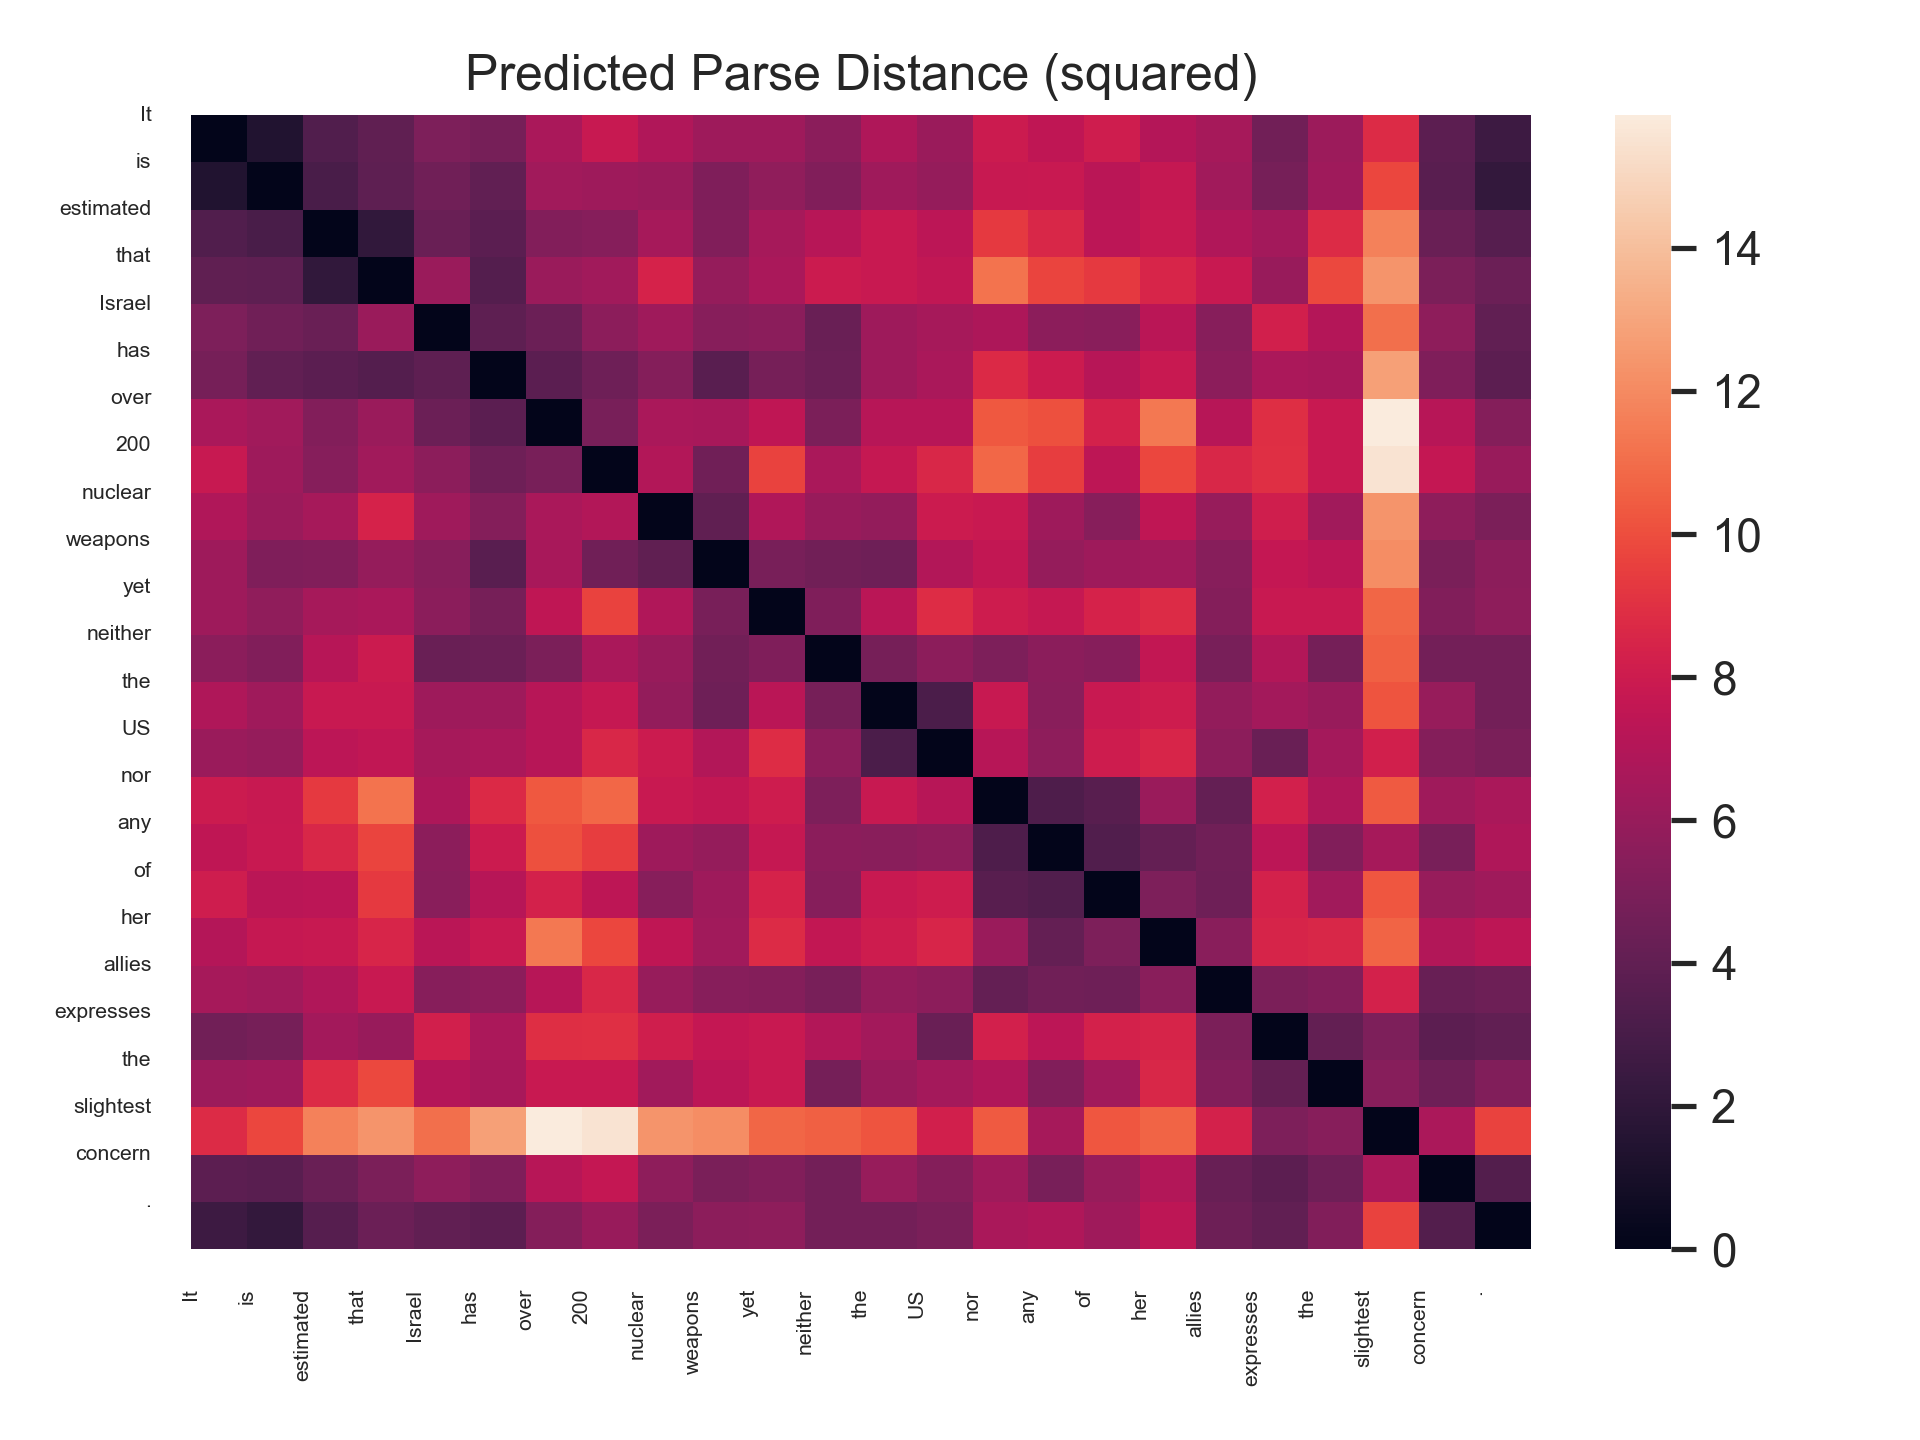 Predicted Parse Distance (squared)
It
is
estimated
that
Israel
has
over
200
nuclear
weapons
yet
neither
the
US
nor
any
of
her
allies
expresses
the
slightest
concern
.
14
12
10
8
6
4
2
0
It
is
estimated
that
Israel
has
over
200
nuclear
weapons
yet
neither
the
US
nor
any
of
her
allies
expresses
the
slightest
concern
.